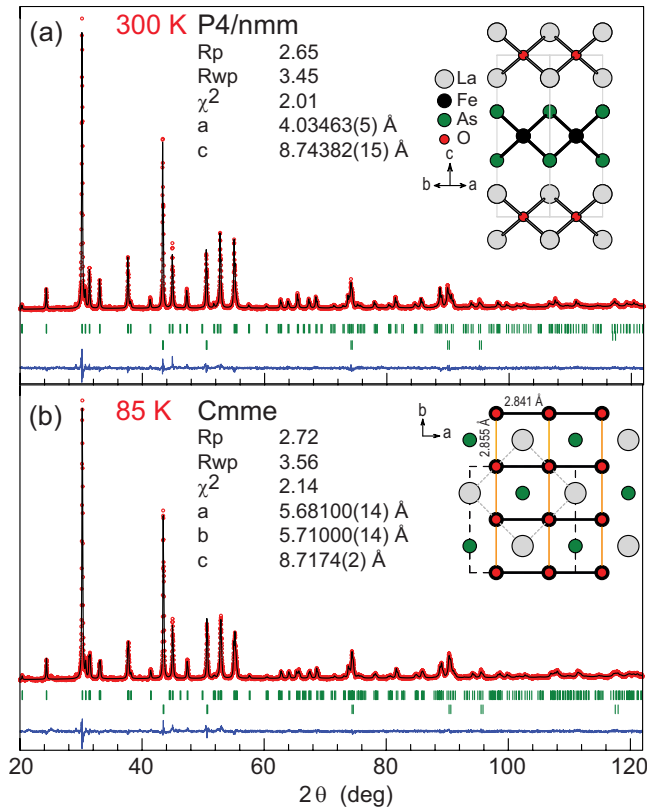 (a) 300 K P4/nmm
Rp 2.65
Rwp 3.45
χ² 2.01
a 4.03463(5) Å
c 8.74382(15) Å
La
Fe
As
O
c
b a
(b) 85 K Cmme
Rp 2.72
Rwp 3.56
χ² 2.14
a 5.68100(14) Å
b 5.71000(14) Å
c 8.7174(2) Å
b
a
2.841 Å
2.855 Å
20 40 60 80 100 120
2θ (deg)